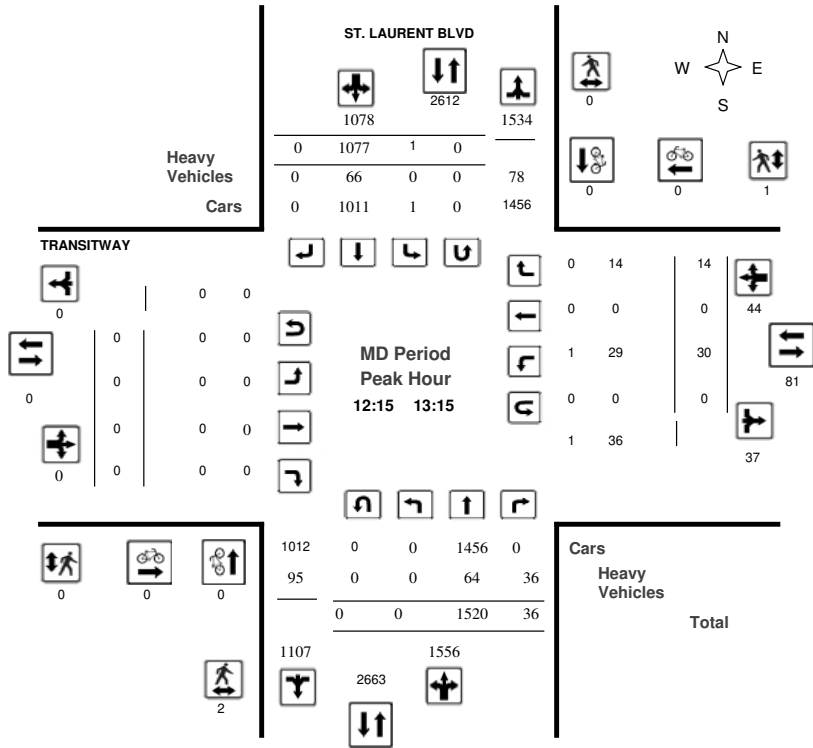 ST. LAURENT BLVD
N
W E
S
2612
0
1078 1534
0 1077 1 0
Heavy
Vehicles
0 66 0 0 78
Cars
0 1011 1 0 1456
0 0 1
TRANSITWAY
0 0 0
0 14 14
44
0 0 0
0 0 0
0
1 29 30
81
0 0 0
0 0 0
0 0 0
0
0 0 0
1 36
37
MD Period
Peak Hour
12:15 13:15
1012 0 0 1456 0
95 0 0 64 36
0 0 1520 36
Cars
Heavy
Vehicles
Total
0 0 0
1107 1556
2663
2